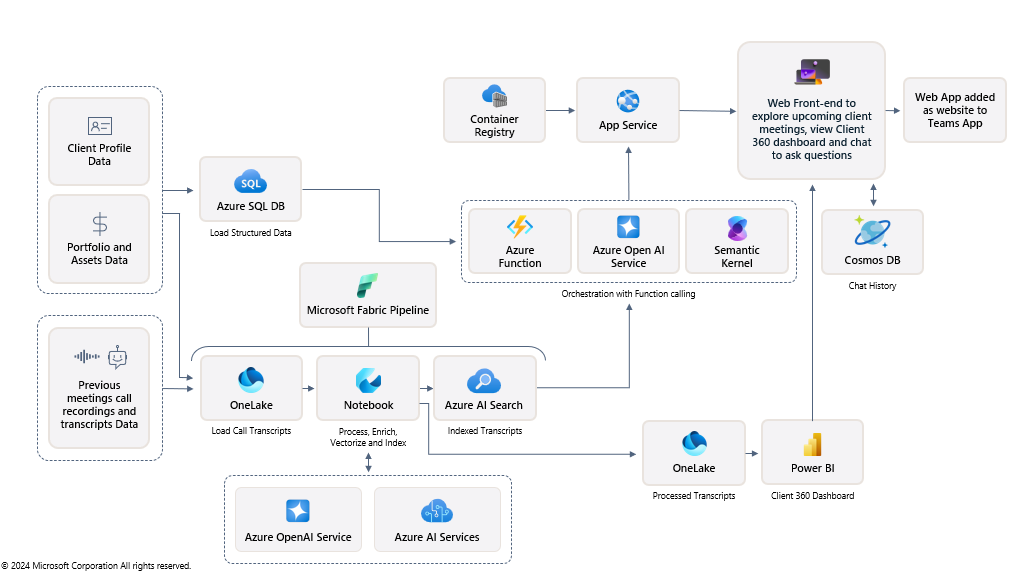 Client Profile
Data
Portfolio and
Assets Data
Previous
meetings call
recordings and
transcripts Data
SQL
Azure SQL DB
Load Structured Data
Microsoft Fabric Pipeline
OneLake
Load Call Transcripts
Notebook
Process, Enrich,
Vectorize and Index
Azure AI Search
Indexed Transcripts
Azure OpenAI Service
Azure AI Services
Container
Registry
App Service
Web Front-end to
explore upcoming client
meetings, view Client
360 dashboard and chat
to ask questions
Web App added
as website to
Teams App
Azure
Function
Azure Open AI
Service
Semantic
Kernel
Orchestration with Function calling
Cosmos DB
Chat History
OneLake
Processed Transcripts
Power BI
Client 360 Dashboard
© 2024 Microsoft Corporation All rights reserved.